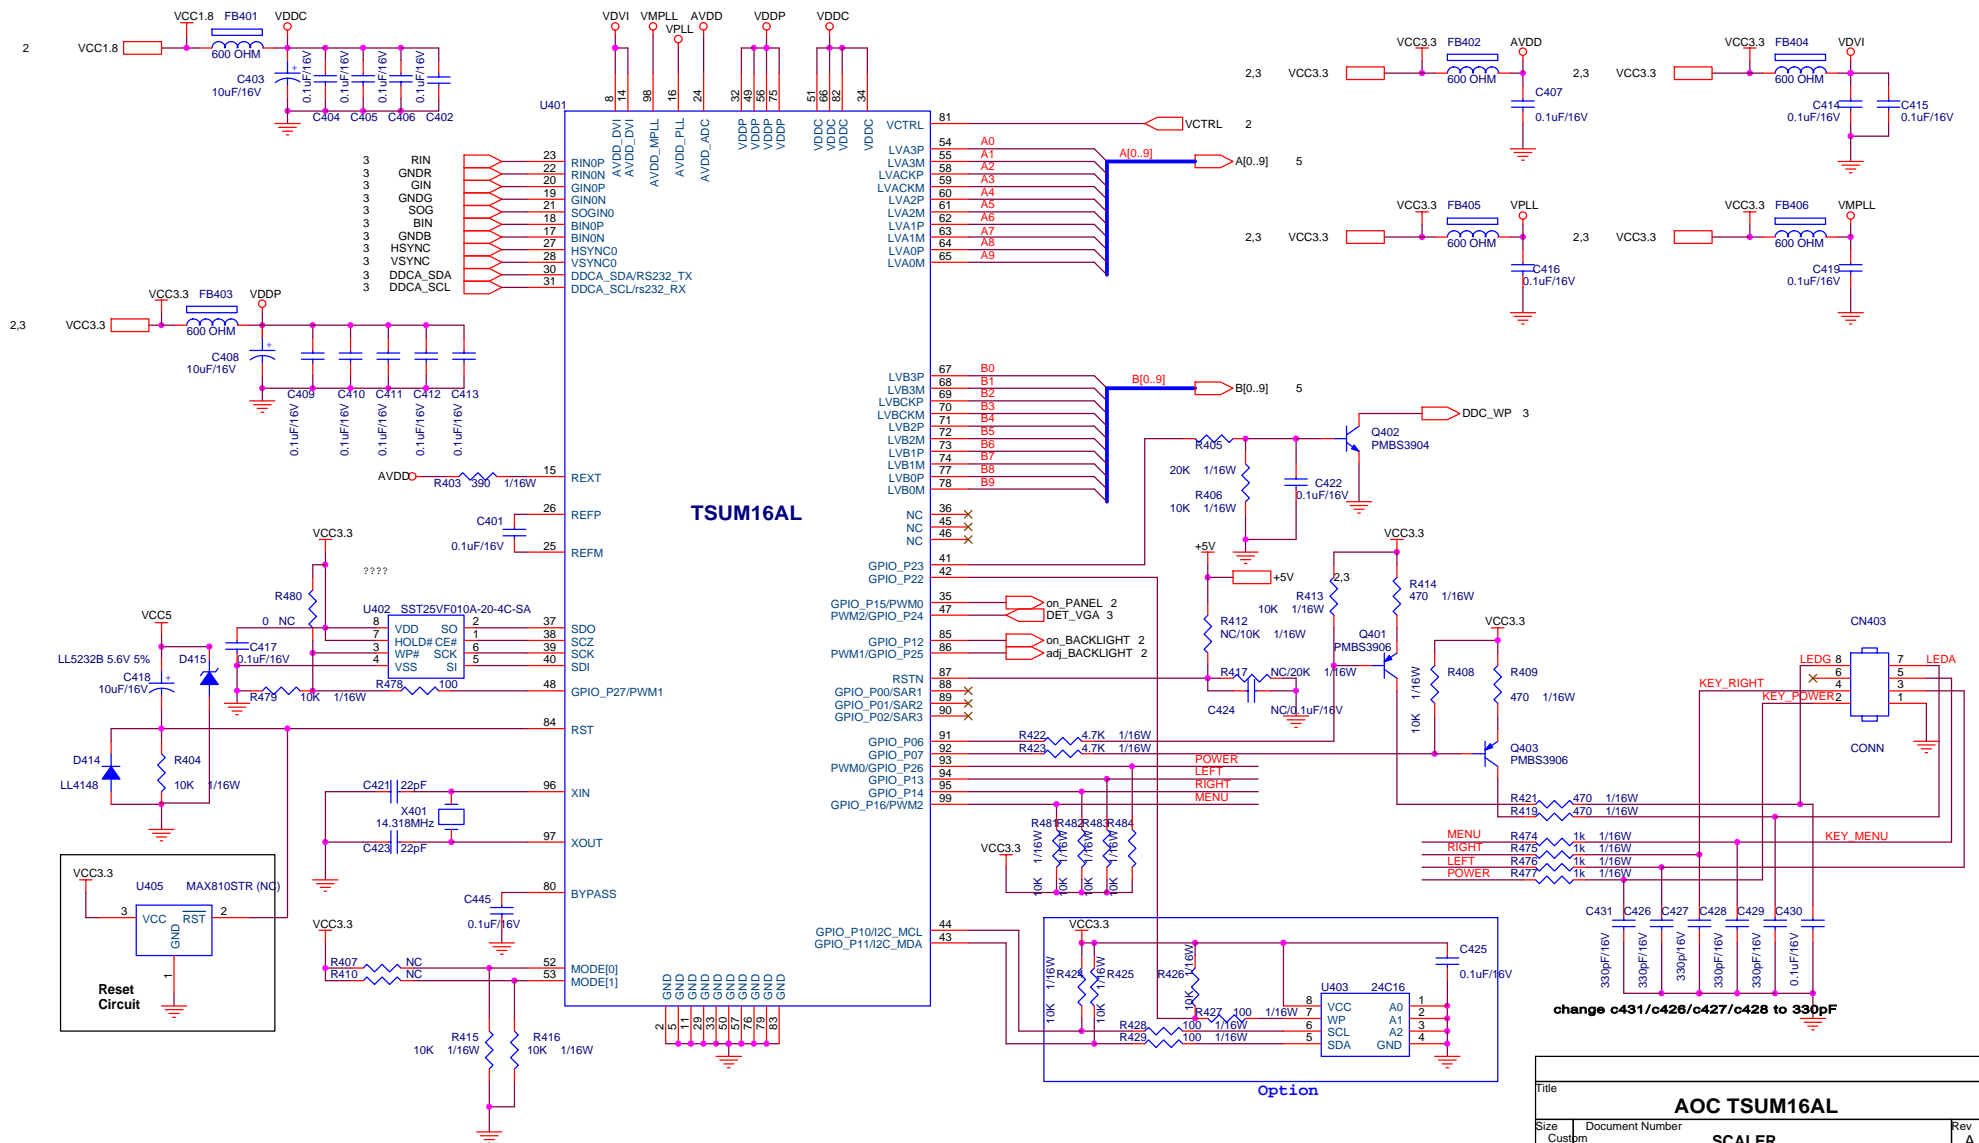 2 VCC1.8 VCC1.8 FB401 VDDC
600 OHM
C403 10uF/16V
0.1uF/16V 0.1uF/16V 0.1uF/16V 0.1uF/16V
C404 C405 C406 C402
VDVI VMPLL AVDD VDDP VDDC
VPLL
8 14 98 16 24 32 49 56 75 51 66 82 34
U401
AVDD_DVI AVDD_DVI AVDD_MPLL AVDD_PLL AVDD_ADC VDDP VDDP VDDP VDDP VDDC VDDC VDDC VDDC
2,3 VCC3.3 VCC3.3 FB402 AVDD
600 OHM
C407
0.1uF/16V
2,3 VCC3.3 VCC3.3 FB404 VDVI
600 OHM
C414 C415
0.1uF/16V 0.1uF/16V
2,3 VCC3.3 VCC3.3 FB405 VPLL
600 OHM
C416
0.1uF/16V
2,3 VCC3.3 VCC3.3 FB406 VMPLL
600 OHM
C419
0.1uF/16V
3 RIN 23 RIN0P
3 GNDR 22 RIN0N
3 GIN 20 GIN0P
3 GNDG 19 GIN0N
3 SOG 21 SOGIN0
3 BIN 18 BIN0P
3 GNDB 17 BIN0N
3 HSYNC 27 HSYNC0
3 VSYNC 28 VSYNC0
3 DDCA_SDA 30 DDCA_SDA/RS232_TX
3 DDCA_SCL 31 DDCA_SCL/rs232_RX
VCTRL 81 VCTRL 2
LVA3P 54 A0
LVA3M 55 A1
LVACKP 58 A2
LVACKM 59 A3
LVA2P 60 A4
LVA2M 61 A5
LVA1P 62 A6
LVA1M 63 A7
LVA0P 64 A8
LVA0M 65 A9
A[0..9] A[0..9] 5
2,3 VCC3.3 VCC3.3 FB403 VDDP
600 OHM
C408
10uF/16V
C409 C410 C411 C412 C413
0.1uF/16V 0.1uF/16V 0.1uF/16V 0.1uF/16V 0.1uF/16V
LVB3P 67 B0
LVB3M 68 B1
LVBCKP 69 B2
LVBCKM 70 B3
LVB2P 71 B4
LVB2M 72 B5
LVB1P 73 B6
LVB1M 74 B7
LVB0P 77 B8
LVB0M 78 B9
B[0..9] B[0..9] 5
AVDD R403 390 1/16W 15 REXT
C401 0.1uF/16V
26 REFP
25 REFM
TSUM16AL
NC 36
NC 45
NC 46
GPIO_P23 41
GPIO_P22 42
GPIO_P15/PWM0 35 on_PANEL 2
PWM2/GPIO_P24 47 DET_VGA 3
GPIO_P12 85 on_BACKLIGHT 2
PWM1/GPIO_P25 86 adj_BACKLIGHT 2
RSTN 87
GPIO_P00/SAR1 88
GPIO_P01/SAR2 89
GPIO_P02/SAR3 90
GPIO_P06 91 R422 4.7K 1/16W
GPIO_P07 92 R423 4.7K 1/16W
PWM0/GPIO_P26 93 POWER
GPIO_P13 94 LEFT
GPIO_P14 95 RIGHT
GPIO_P16/PWM2 99 MENU
R405
20K 1/16W
R406
10K 1/16W
C422
0.1uF/16V
Q402
PMBS3904
DDC_WP 3
+5V
+5V 2,3
R412
NC/10K 1/16W
R417 NC/20K 1/16W
C424 NC/0.1uF/16V
VCC3.3
R413
10K 1/16W
R414
470 1/16W
Q401
PMBS3906
VCC3.3
R408
10K 1/16W
R409
470 1/16W
Q403
PMBS3906
CN403
LEDG 8 7 LEDA
6 5
KEY_RIGHT 4 3
KEY_POWER 2 1
CONN
VCC3.3
????
R480
0 NC
U402 SST25VF010A-20-4C-SA
8 VDD SO 2
7 HOLD# CE# 1
3 WP# SCK 6
4 VSS SI 5
37 SDO
38 SCZ
39 SCK
40 SDI
C417
0.1uF/16V
R479 10K 1/16W
R478 100
48 GPIO_P27/PWM1
VCC5
LL5232B 5.6V 5%
C418
10uF/16V
D415
84 RST
D414
LL4148
R404
10K 1/16W
C421 22pF 96 XIN
X401
14.318MHz
C423 22pF 97 XOUT
80 BYPASS
C445
0.1uF/16V
VCC3.3
U405 MAX810STR (NC)
3 VCC RST 2
GND
1
Reset
Circuit
VCC3.3
R407 NC 52 MODE[0]
R410 NC 53 MODE[1]
R415
10K 1/16W
R416
10K 1/16W
GND GND GND GND GND GND GND GND GND GND
2 5 11 29 33 50 57 76 79 83
VCC3.3
R481 R482 R483 R484
10K 1/16W 10K 1/16W 10K 1/16W 10K 1/16W
R421 470 1/16W
R419 470 1/16W
MENU R474 1k 1/16W KEY_MENU
RIGHT R475 1k 1/16W
LEFT R476 1k 1/16W
POWER R477 1k 1/16W
C431 C426 C427 C428 C429 C430
330pF/16V 330pF/16V 330p/16V 330pF/16V 330pF/16V 0.1uF/16V
change c431/c426/c427/c428 to 330pF
GPIO_P10/I2C_MCL 44
GPIO_P11/I2C_MDA 43
VCC3.3
R424 10K 1/16W
R425 10K 1/16W
R426 10K 1/16W
C425
0.1uF/16V
U403 24C16
R427 100 1/16W
R428 100 1/16W
R429 100 1/16W
8 VCC A0 1
7 WP A1 2
6 SCL A2 3
5 SDA GND 4
Option
Title
AOC TSUM16AL
Size Document Number Rev
Custom SCALER A